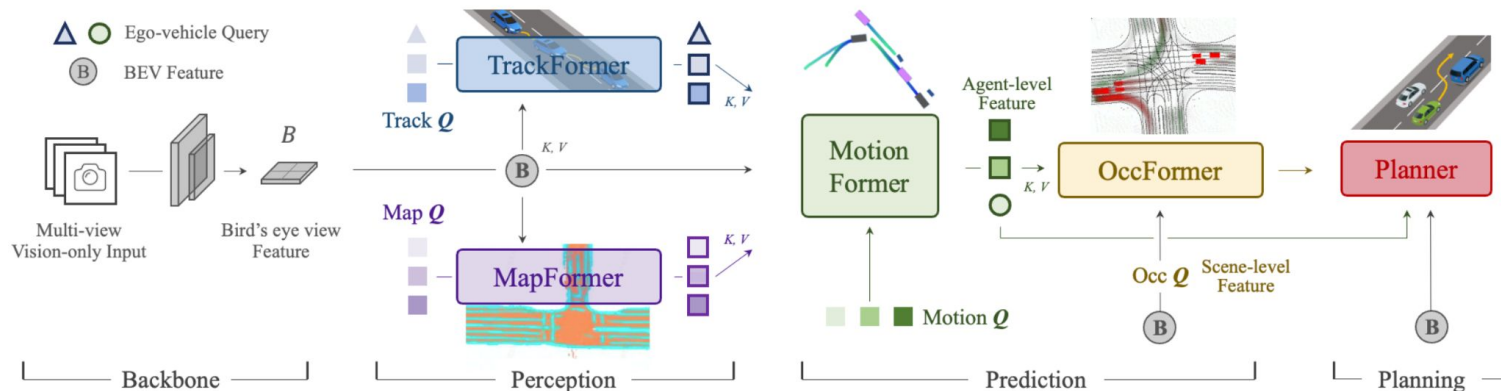 Ego-vehicle Query
B
BEV Feature
B
Multi-view
Vision-only Input
Bird's eye view
Feature
Backbone
TrackFormer
Track Q
K, V
K, V
B
Map Q
MapFormer
K, V
Perception
Motion
Former
Agent-level
Feature
K, V
Motion Q
OccFormer
Occ Q
Scene-level
Feature
B
Prediction
Planner
B
Planning